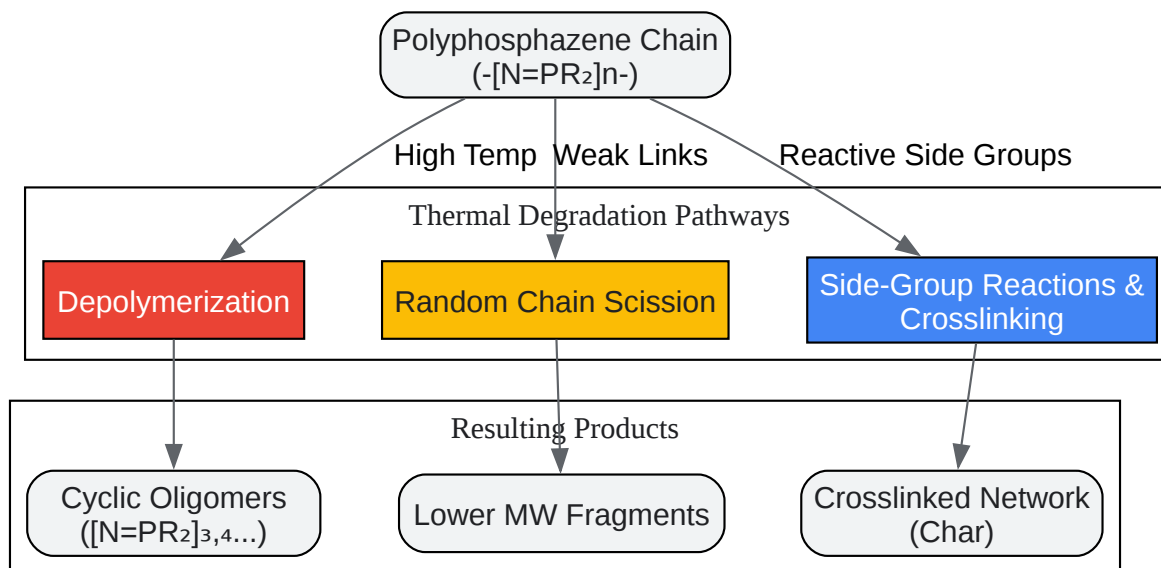 Polyphosphazene Chain
(-[N=PR₂]n-)
High Temp
Weak Links
Reactive Side Groups
Thermal Degradation Pathways
Depolymerization
Random Chain Scission
Side-Group Reactions &
Crosslinking
Resulting Products
Cyclic Oligomers
([N=PR₂]₃,₄...)
Lower MW Fragments
Crosslinked Network
(Char)